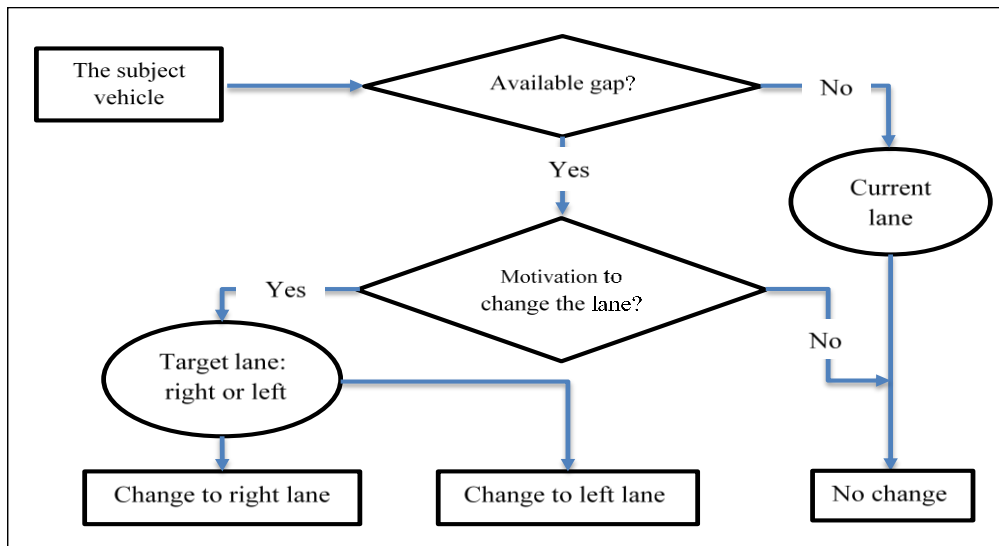 The subject
vehicle
Available gap?
No
Yes
Current
lane
Motivation to
change the lane?
Yes
No
Target lane:
right or left
Change to right lane
Change to left lane
No change